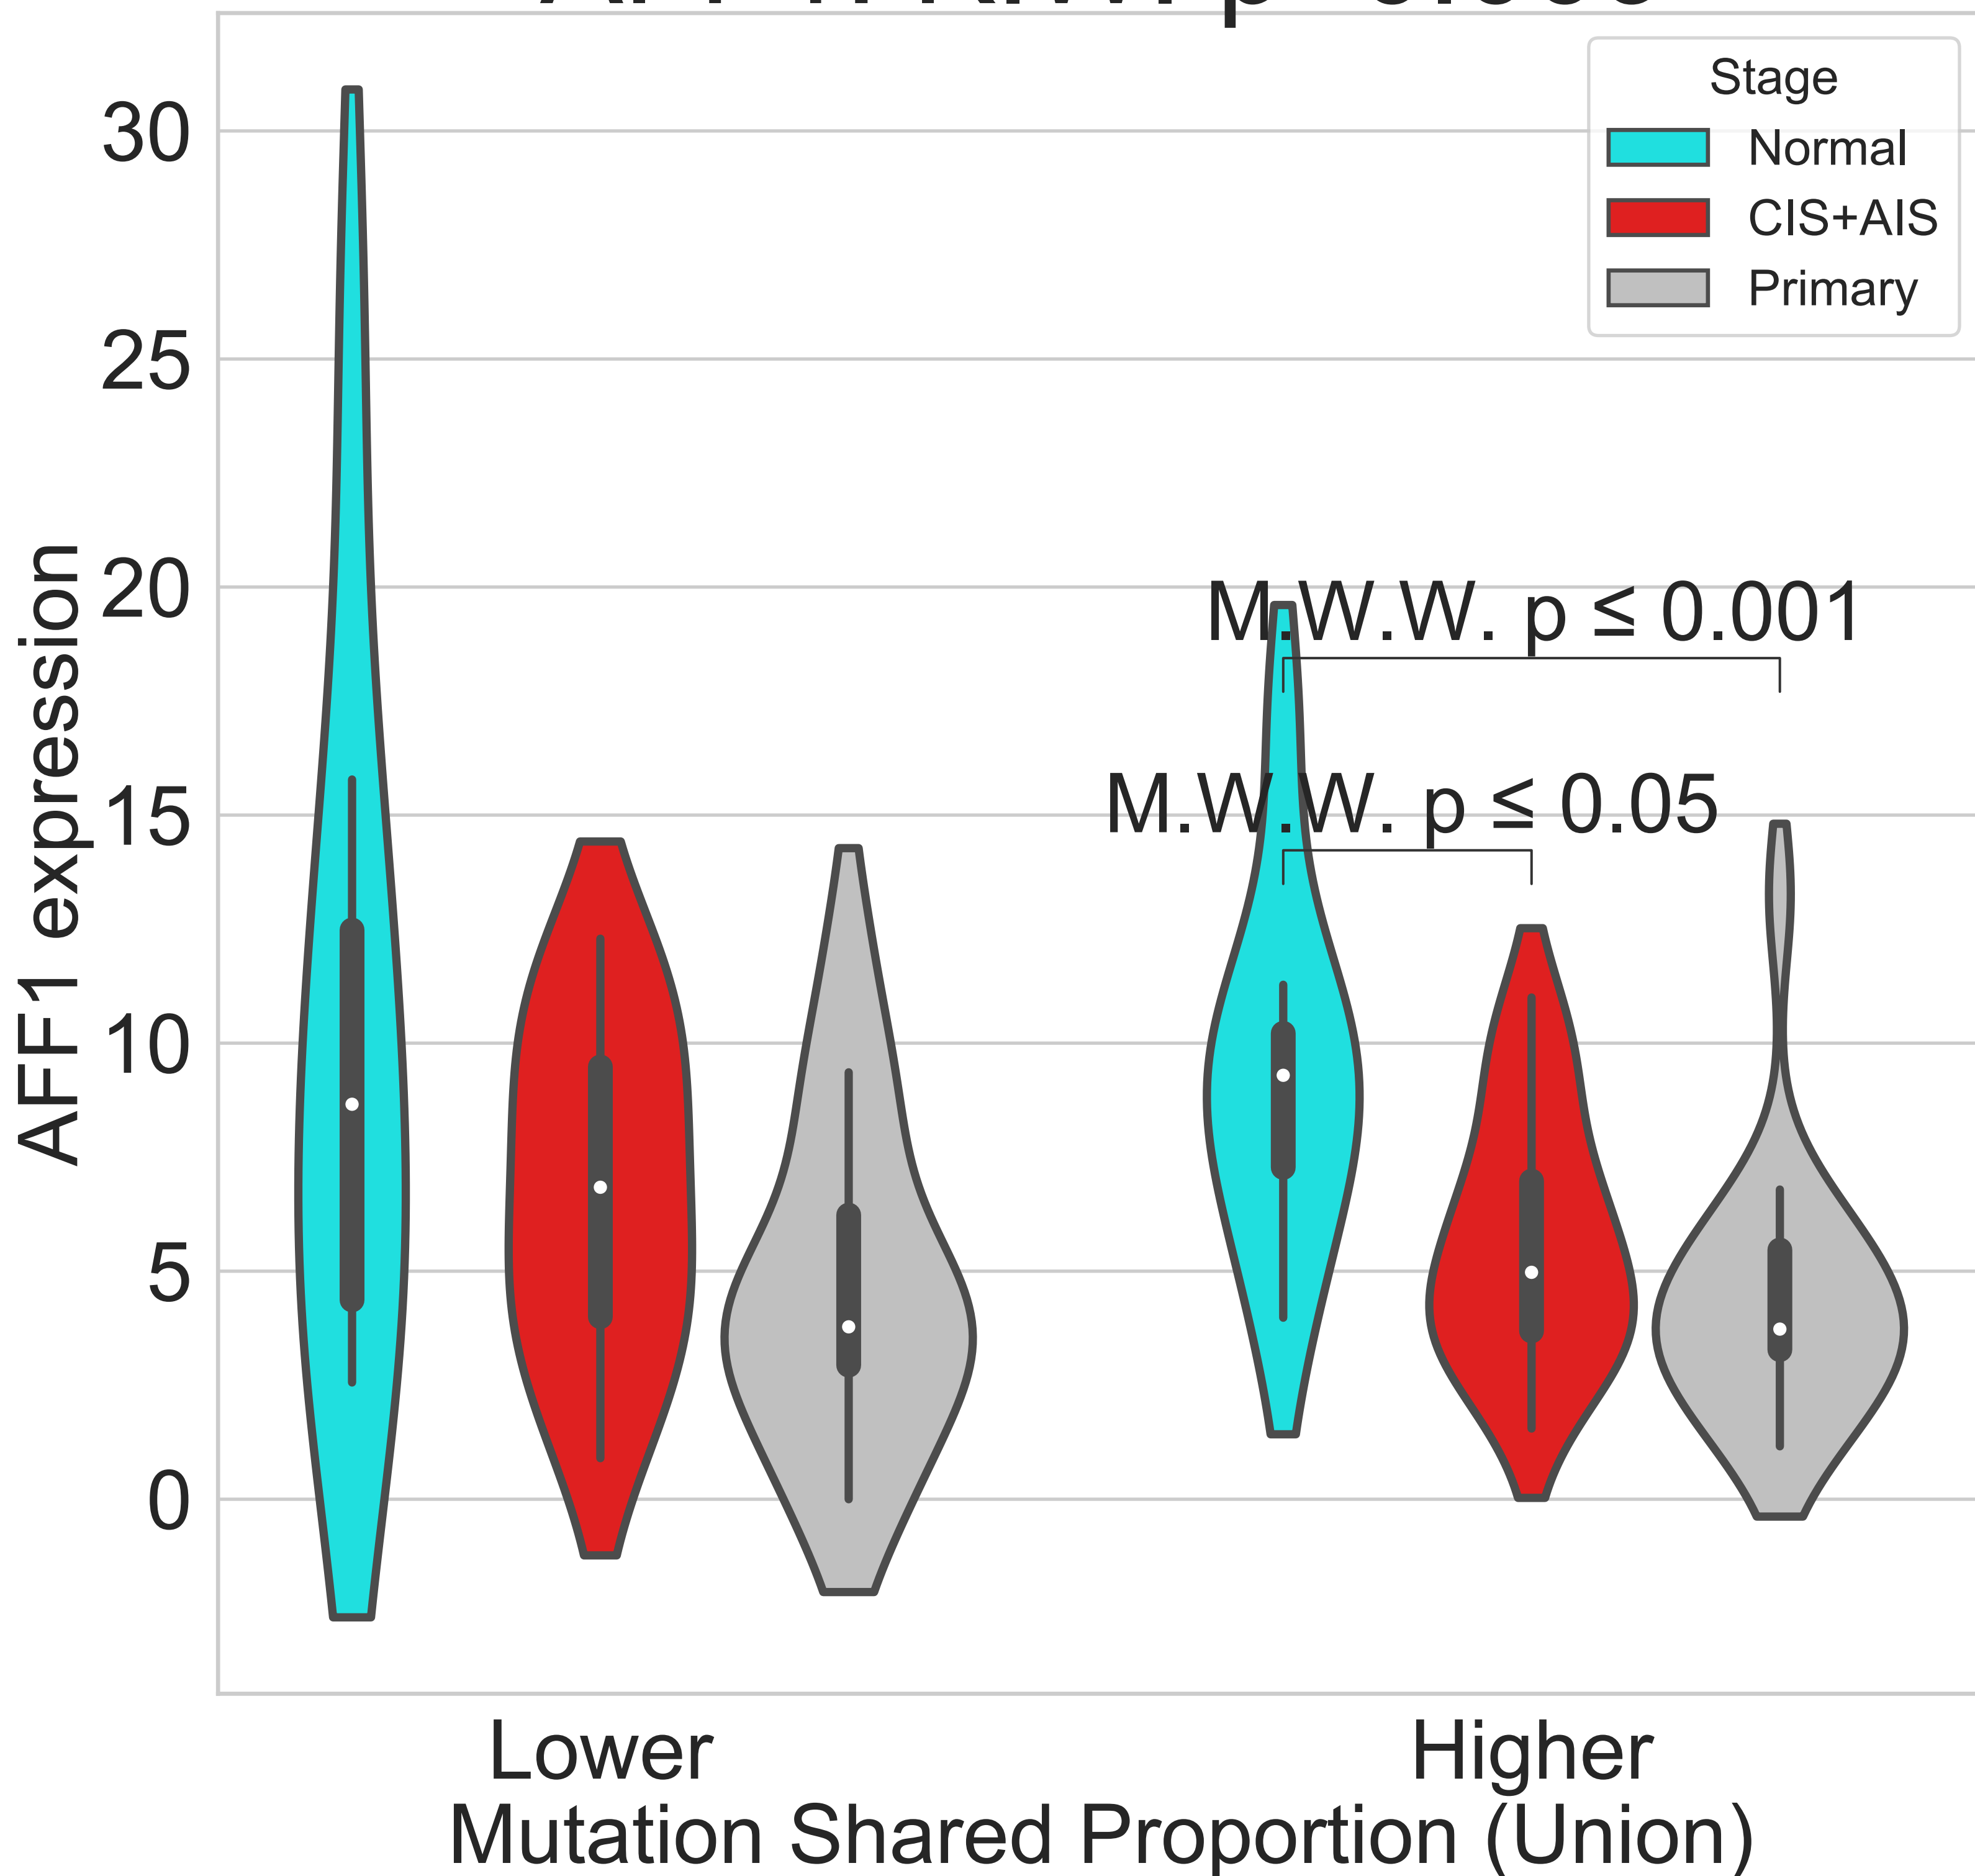 Stage
Normal
CIS+AIS
Primary
30
25
20
15
10
5
0
AFF1 expression
M.W.W. p ≤ 0.001
M.W.W. p ≤ 0.05
Lower
Higher
Mutation Shared Proportion (Union)